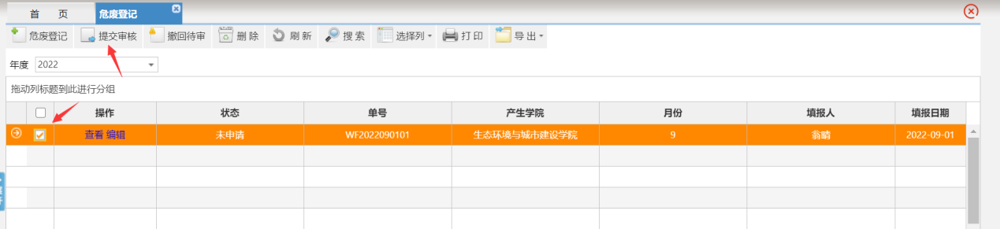 首 页 危废登记
危废登记 提交审核 撤回待审 删除 刷新 搜索 选择列 打印 导出
年度 2022
拖动列标题到此进行分组
操作 状态 单号 产生学院 月份 填报人 填报日期
查看 编辑 未申请 WF2022090101 生态环境与城市建设学院 9 翁晴 2022-09-01